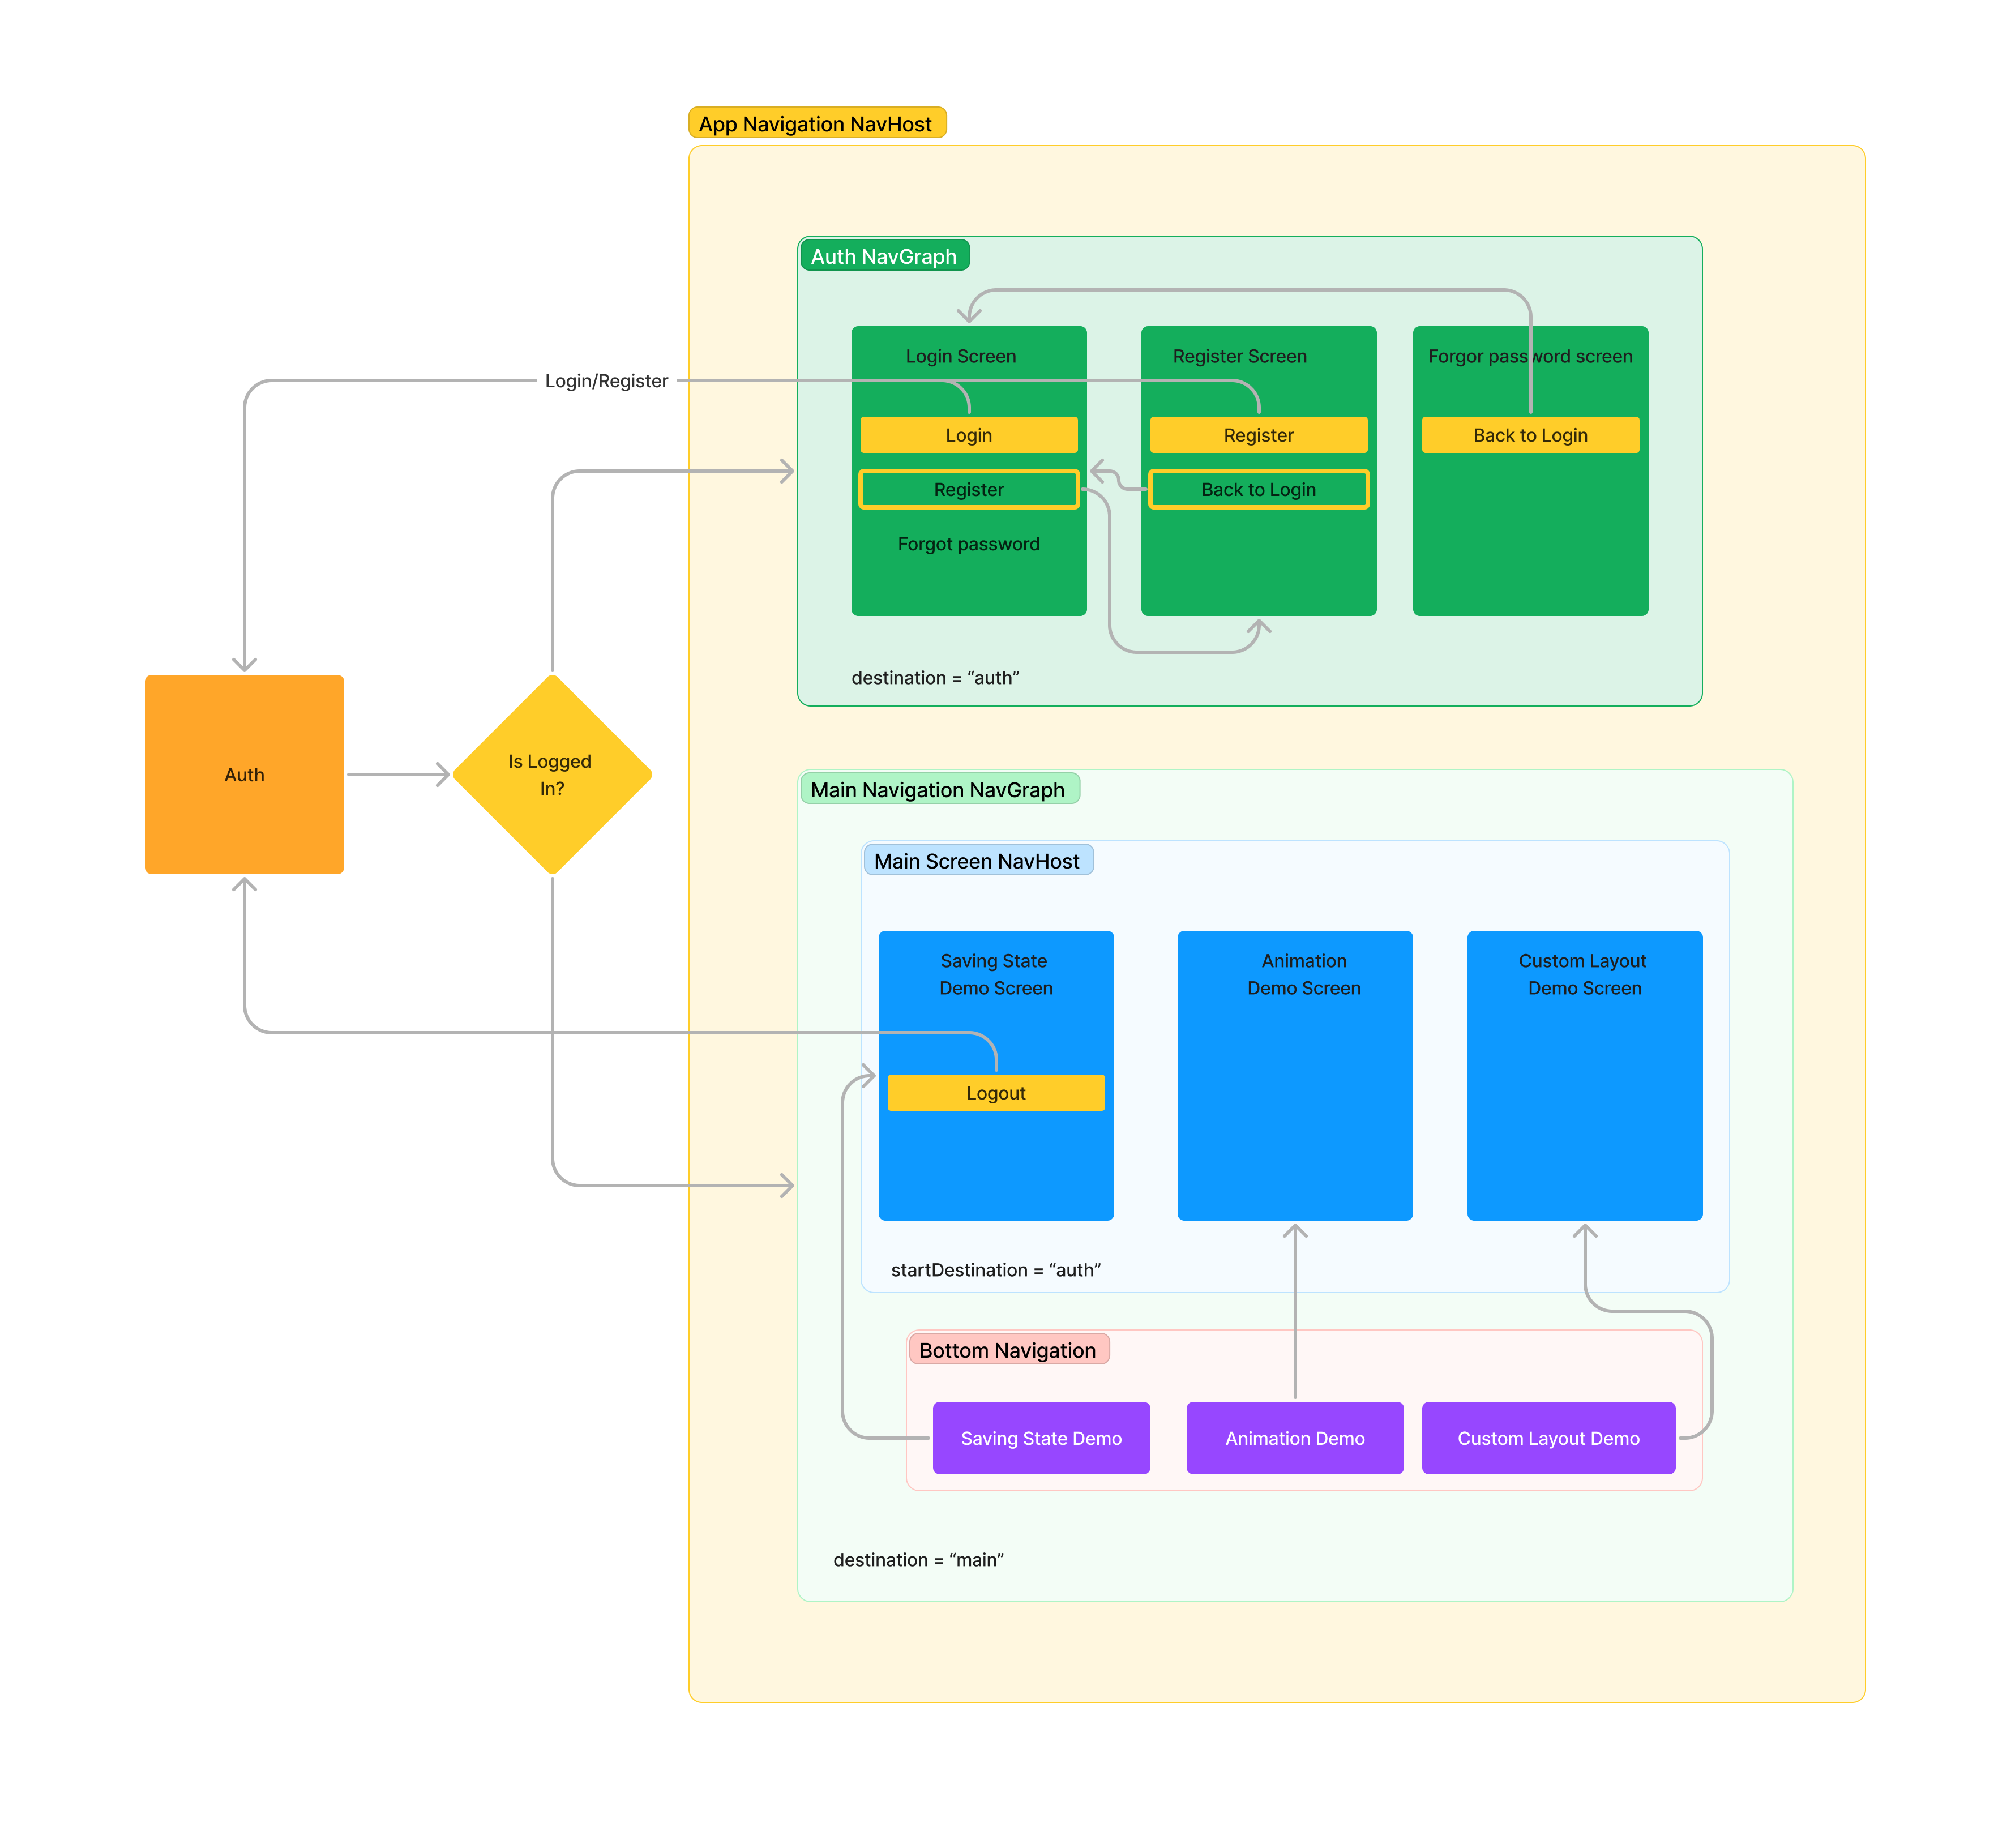 App Navigation NavHost
Auth NavGraph
Login Screen
Register Screen
Forgor password screen
Login/Register
Login
Register
Back to Login
Register
Back to Login
Forgot password
destination = “auth”
Auth
Is Logged
In?
Main Navigation NavGraph
Main Screen NavHost
Saving State
Demo Screen
Animation
Demo Screen
Custom Layout
Demo Screen
Logout
startDestination = “auth”
Bottom Navigation
Saving State Demo
Animation Demo
Custom Layout Demo
destination = “main”